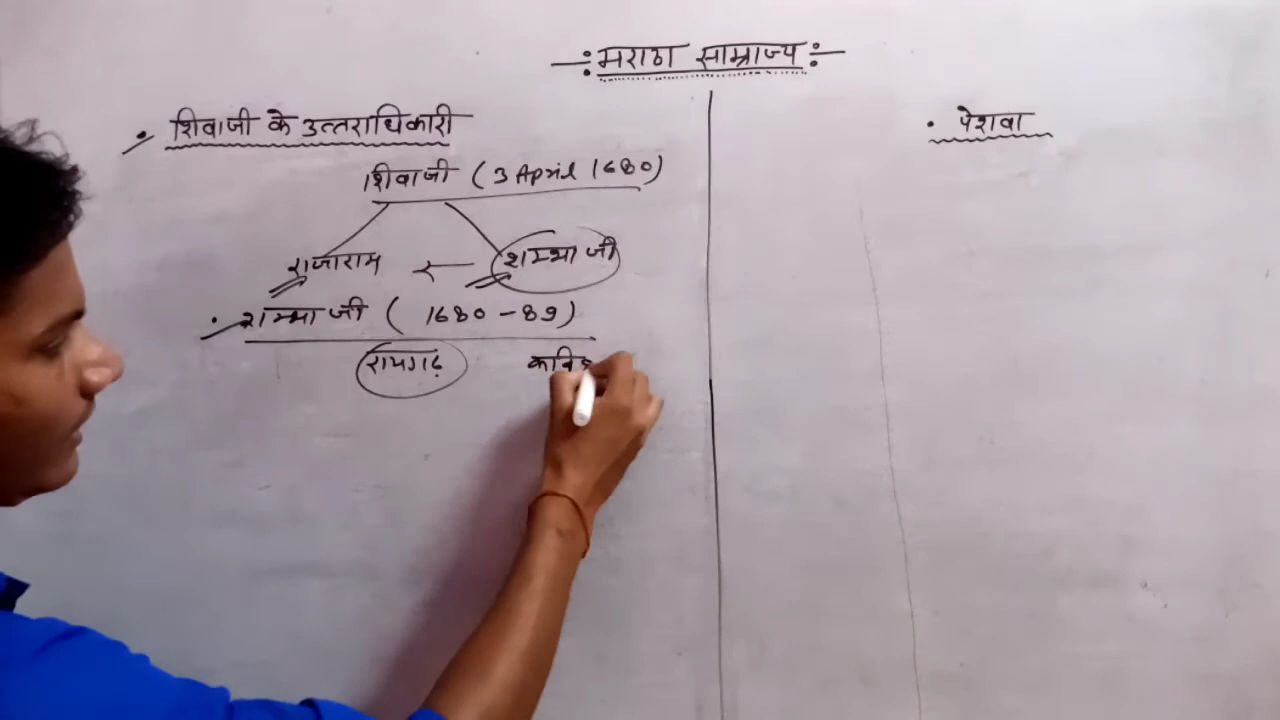 मराठा साम्राज्य
शिवाजी के उत्तराधिकारी
शिवाजी (3 April 1680)
राजाराम शम्भा जी
शम्भा जी (1680-89)
रायगढ़
पेशवा